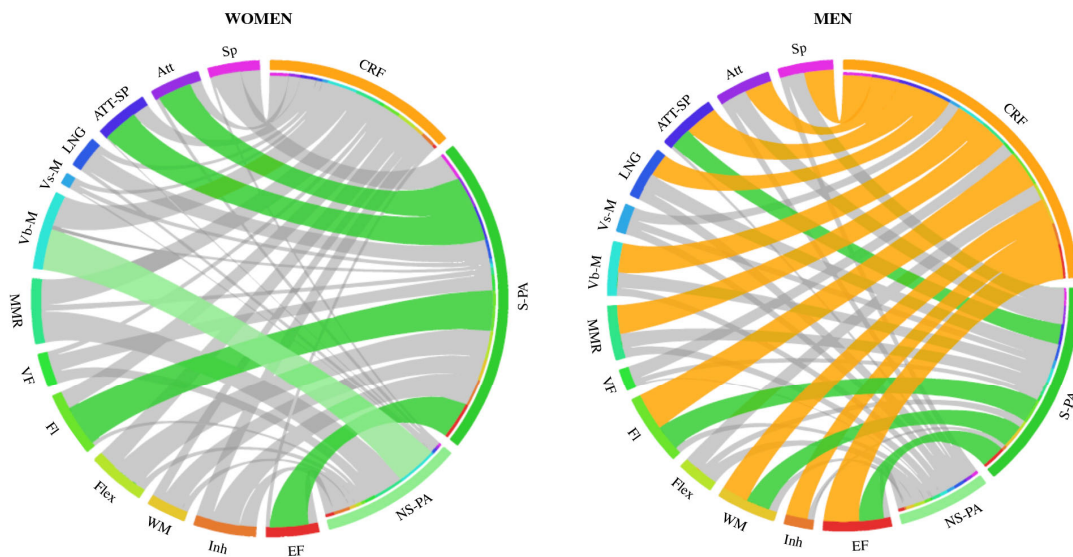 WOMEN
Sp
CRF
Att
ATT-SP
LNG
Vs-M
Vb-M
MMR
VF
Fl
Flex
WM
Inh
EF
NS-PA
S-PA
MEN
Sp
CRF
Att
ATT-SP
LNG
Vs-M
Vb-M
MMR
VF
Fl
Flex
WM
Inh
EF
NS-PA
S-PA